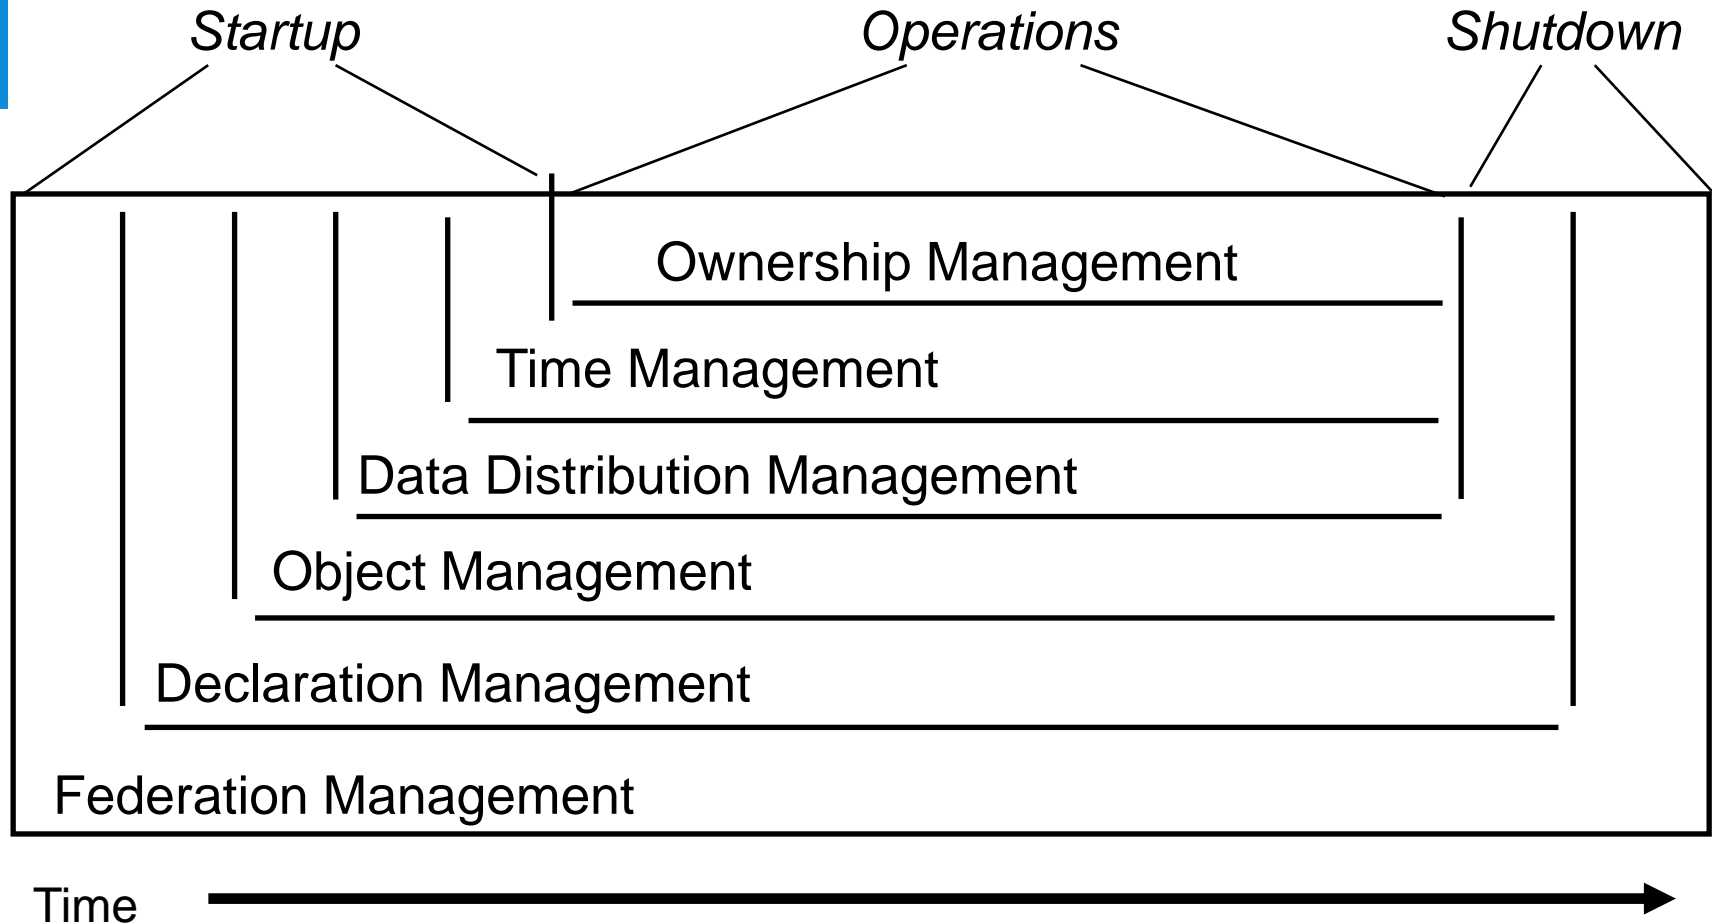 Startup Operations Shutdown
Ownership Management
Time Management
Data Distribution Management
Object Management
Declaration Management
Federation Management
Time